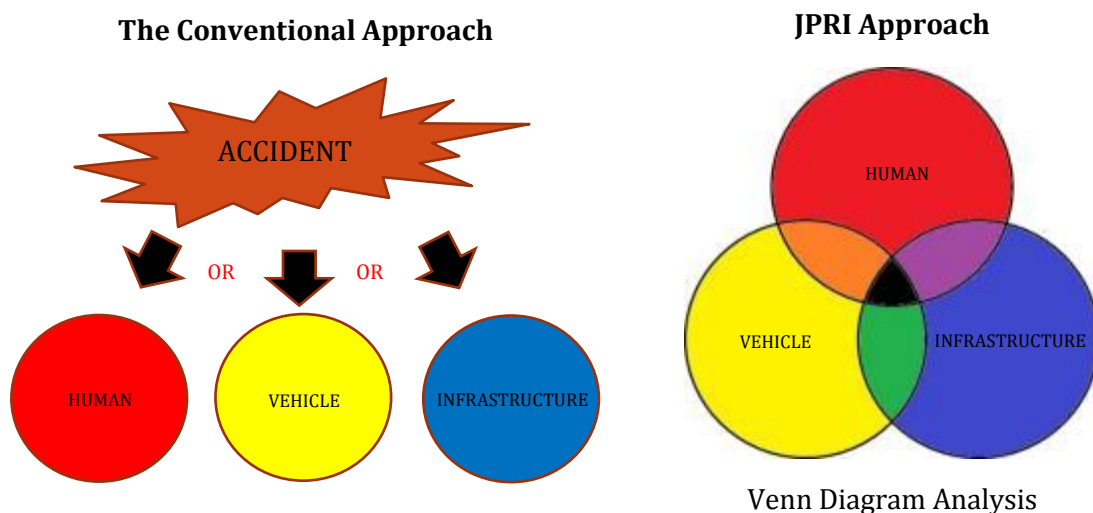 The Conventional Approach
ACCIDENT
OR
OR
HUMAN
VEHICLE
INFRASTRUCTURE
JPRI Approach
HUMAN
VEHICLE
INFRASTRUCTURE
Venn Diagram Analysis